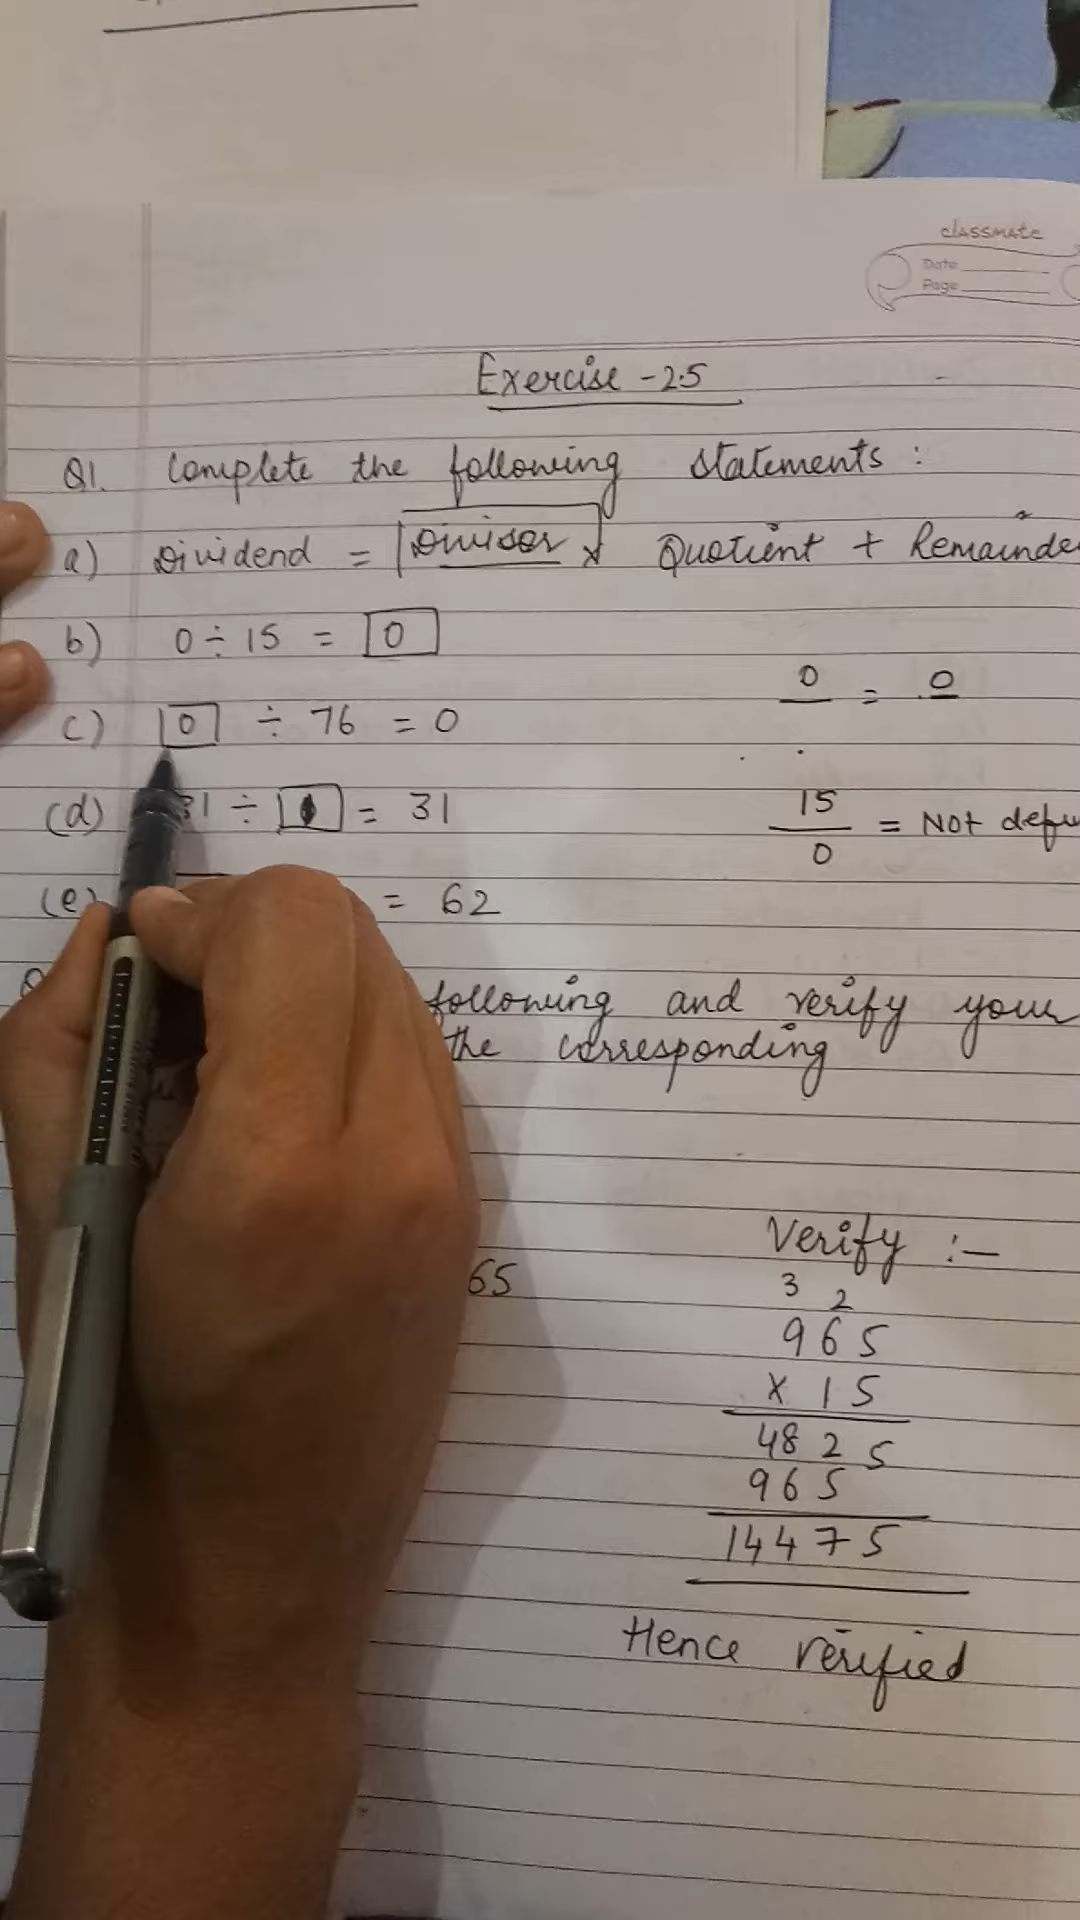 classmate
Date
Page
Exercise - 2.5
Q1. Complete the following statements :
a) Dividend = Divisor x Quotient + Remainde
b) 0 ÷ 15 = 0
0 = 0
c) 0 ÷ 76 = 0
(d) 31 ÷ 1 = 31
15
0
= Not defi
(e) = 62
following and verify your
the corresponding
Verify :-
65
3 2
965
x 15
4825
965
14475
Hence verified